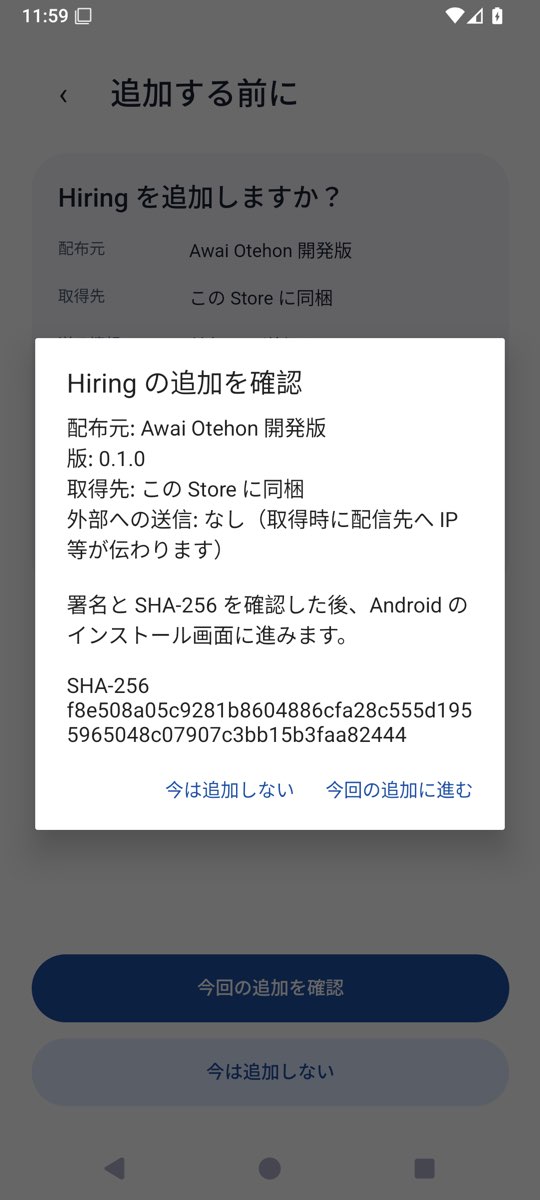 11:59
追加する前に
Hiring を追加しますか？
配布元
Awai Otehon 開発版
取得先
この Store に同梱
Hiring の追加を確認
配布元: Awai Otehon 開発版
版: 0.1.0
取得先: この Store に同梱
外部への送信: なし（取得時に配信先へ IP
等が伝わります）
署名と SHA-256 を確認した後、Android の
インストール画面に進みます。
SHA-256
f8e508a05c9281b8604886cfa28c555d195
5965048c07907c3bb15b3faa82444
今は追加しない
今回の追加に進む
今回の追加を確認
今は追加しない